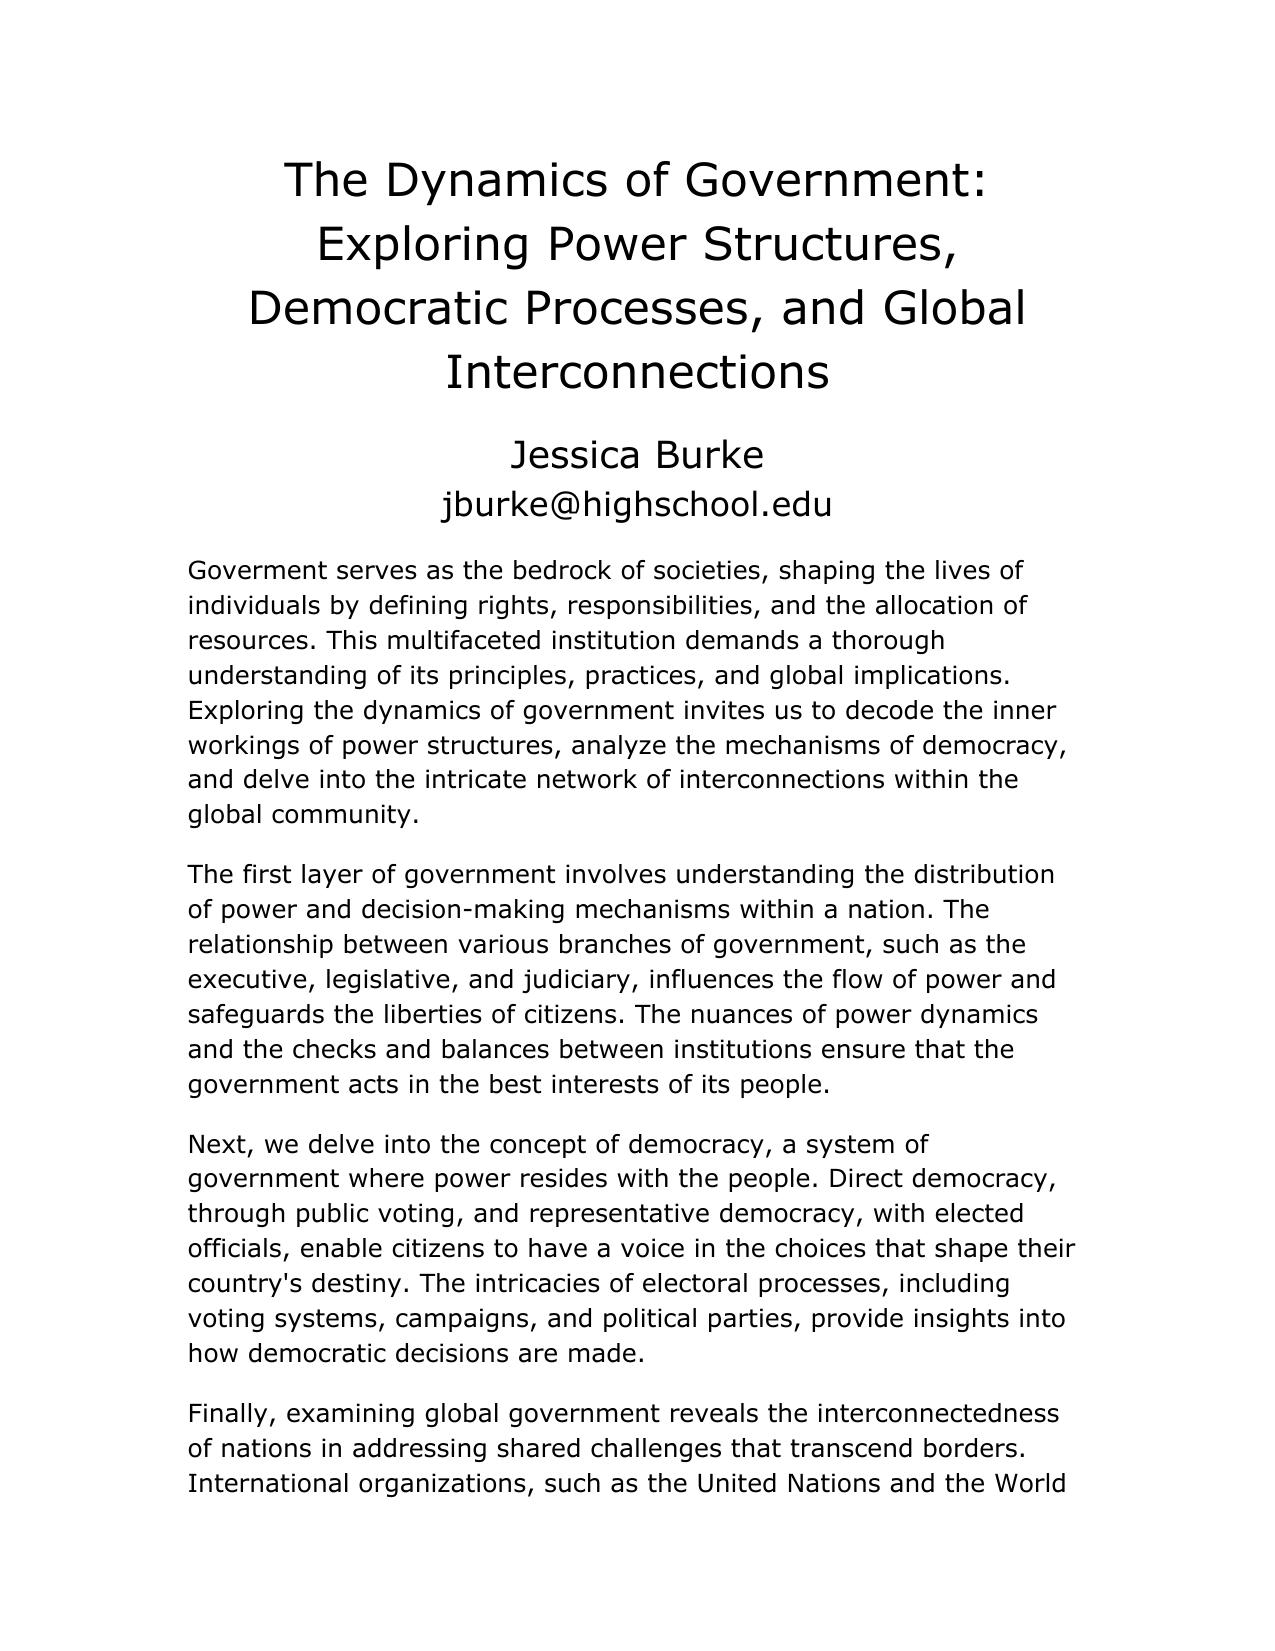 The Dynamics of Government:
Exploring Power Structures,
Democratic Processes, and Global
Interconnections
Jessica Burke
jburke@highschool.edu
Goverment serves as the bedrock of societies, shaping the lives of
individuals by defining rights, responsibilities, and the allocation of
resources. This multifaceted institution demands a thorough
understanding of its principles, practices, and global implications.
Exploring the dynamics of government invites us to decode the inner
workings of power structures, analyze the mechanisms of democracy,
and delve into the intricate network of interconnections within the
global community.
The first layer of government involves understanding the distribution
of power and decision-making mechanisms within a nation. The
relationship between various branches of government, such as the
executive, legislative, and judiciary, influences the flow of power and
safeguards the liberties of citizens. The nuances of power dynamics
and the checks and balances between institutions ensure that the
government acts in the best interests of its people.
Next, we delve into the concept of democracy, a system of
government where power resides with the people. Direct democracy,
through public voting, and representative democracy, with elected
officials, enable citizens to have a voice in the choices that shape their
country's destiny. The intricacies of electoral processes, including
voting systems, campaigns, and political parties, provide insights into
how democratic decisions are made.
Finally, examining global government reveals the interconnectedness
of nations in addressing shared challenges that transcend borders.
International organizations, such as the United Nations and the World